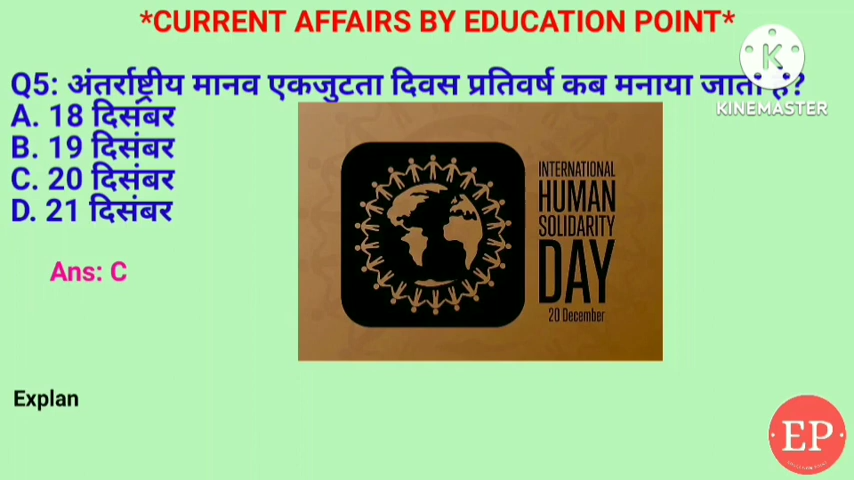 *CURRENT AFFAIRS BY EDUCATION POINT*
K
KINEMASTER
Q5: अंतर्राष्ट्रीय मानव एकजुटता दिवस प्रतिवर्ष कब मनाया जाता है?
A. 18 दिसंबर
B. 19 दिसंबर
C. 20 दिसंबर
D. 21 दिसंबर
Ans: C
INTERNATIONAL
HUMAN
SOLIDARITY
DAY
20 December
Explan
EP